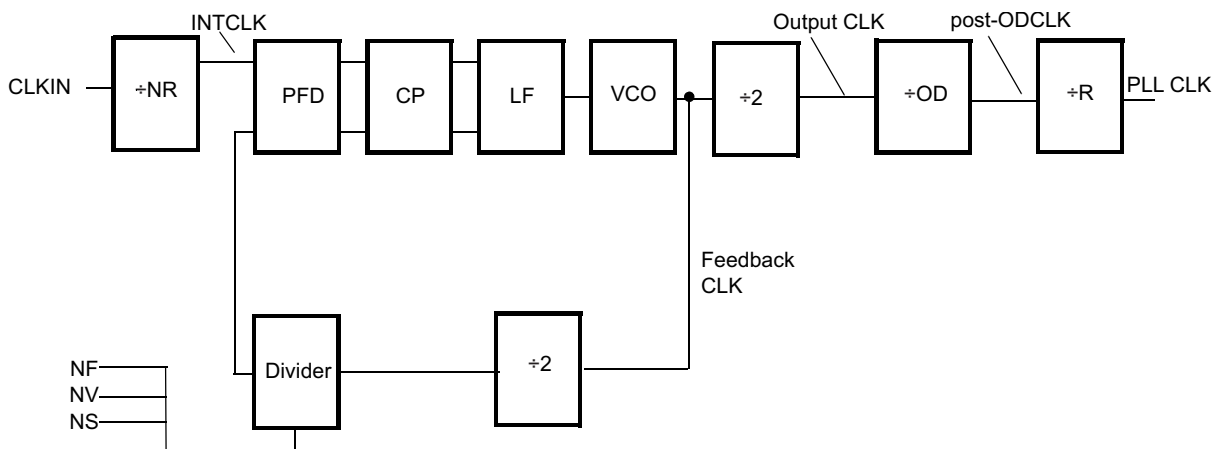 INTCLK
Output CLK
post-ODCLK
CLKIN
÷NR
PFD
CP
LF
VCO
÷2
÷OD
÷R
PLL CLK
Feedback
CLK
Divider
÷2
NF
NV
NS